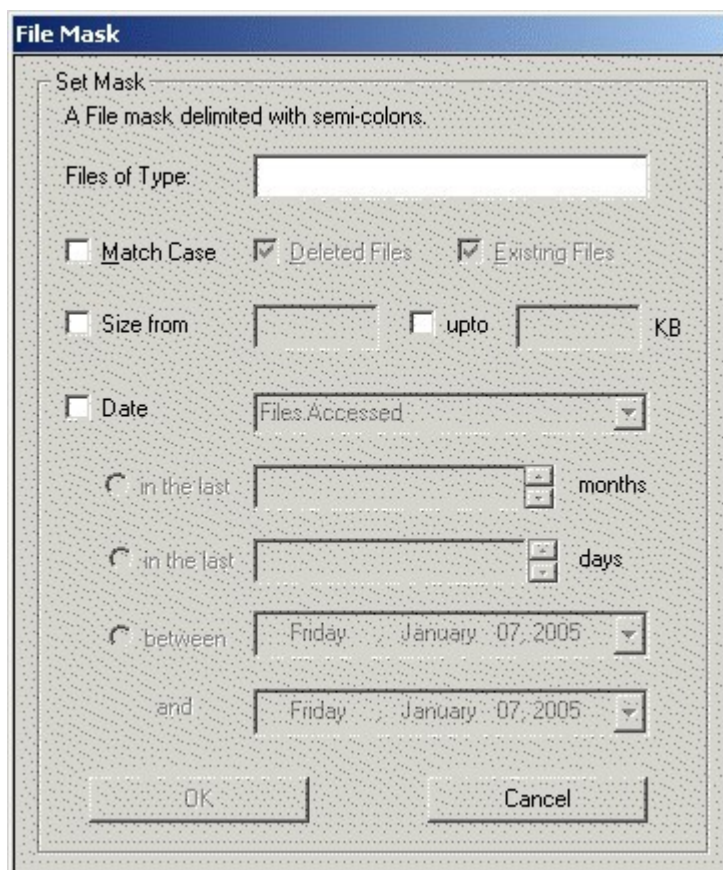 File Mask
Set Mask
A File mask delimited with semi-colons.
Files of Type:
Match Case Deleted Files Existing Files
Size from upto KB
Date Files Accessed
in the last months
in the last days
between Friday , January 07, 2005
and Friday , January 07, 2005
OK Cancel